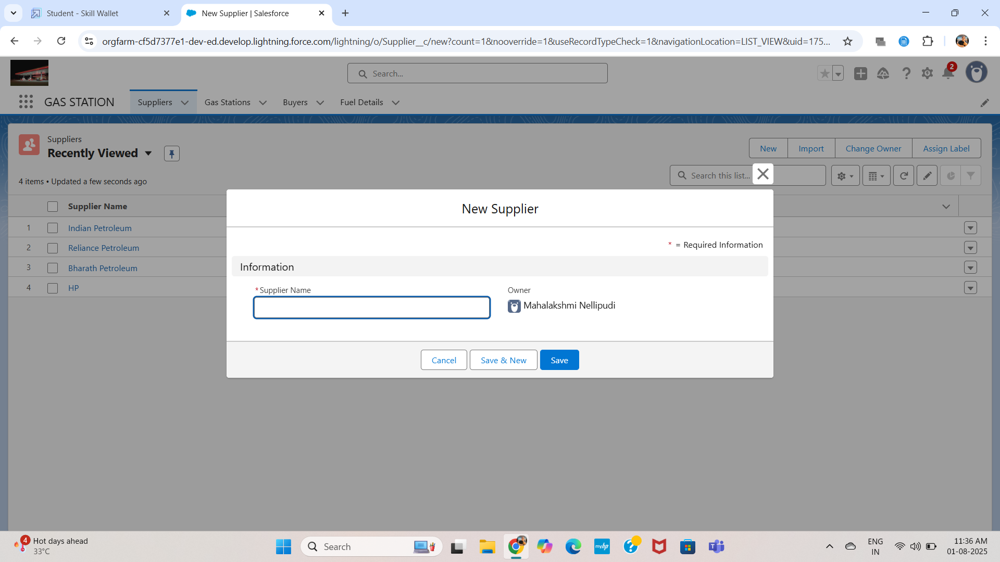 Student - Skill Wallet
New Supplier | Salesforce
orgfarm-cf5d7377e1-dev-ed.develop.lightning.force.com/lightning/o/Supplier__c/new?count=1&nooverride=1&useRecordTypeCheck=1&navigationLocation=LIST_VIEW&uid=175...
Search...
2
GAS STATION
Suppliers
Gas Stations
Buyers
Fuel Details
Suppliers
Recently Viewed
New
Import
Change Owner
Assign Label
4 items • Updated a few seconds ago
Search this list...
Supplier Name
1 Indian Petroleum
2 Reliance Petroleum
3 Bharath Petroleum
4 HP
New Supplier
* = Required Information
Information
*Supplier Name
Owner
Mahalakshmi Nellipudi
Cancel
Save & New
Save
4
Hot days ahead
33°C
Search
myhp
ENG
IN
11:36 AM
01-08-2025